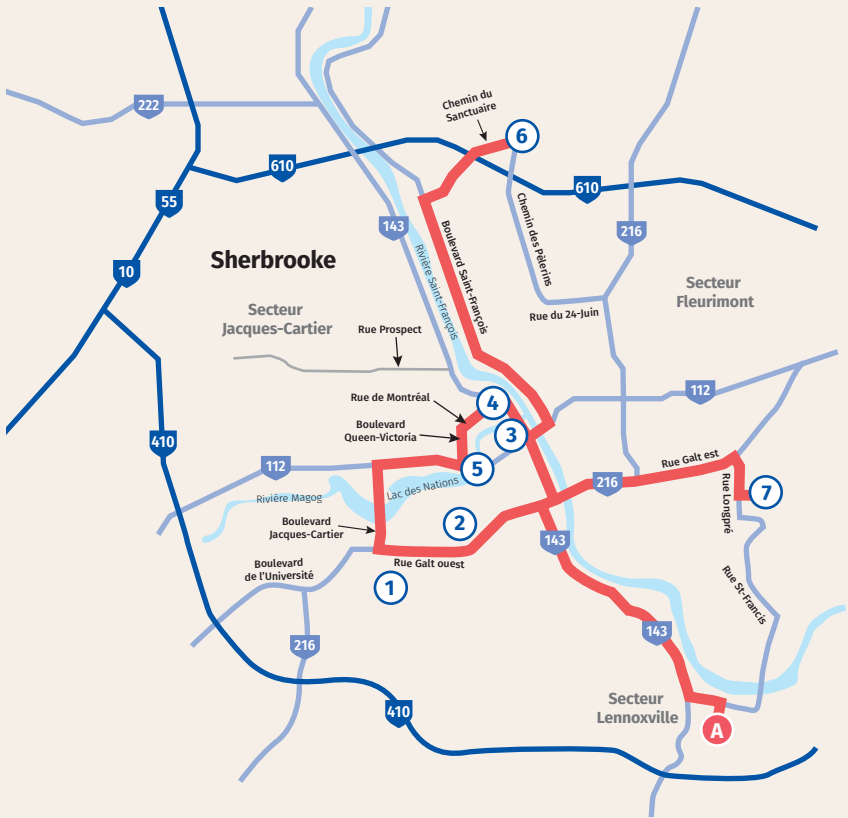 Chemin du
Sanctuaire
6
222
610
610
55
143
216
Chemin des Pèlerins
Boulevard Saint-François
Rivière Saint-François
Sherbrooke
10
Secteur
Fleurimont
Secteur
Jacques-Cartier
Rue du 24-Juin
Rue Prospect
112
Rue de Montréal
4
Boulevard
Queen-Victoria
3
410
112
5
Rue Galt est
216
Rue Longpré
7
Lac des Nations
Rivière Magog
Boulevard
Jacques-Cartier
2
143
Rue Galt ouest
Boulevard
de l'Université
1
Rue St-Francis
216
143
Secteur
Lennoxville
410
A